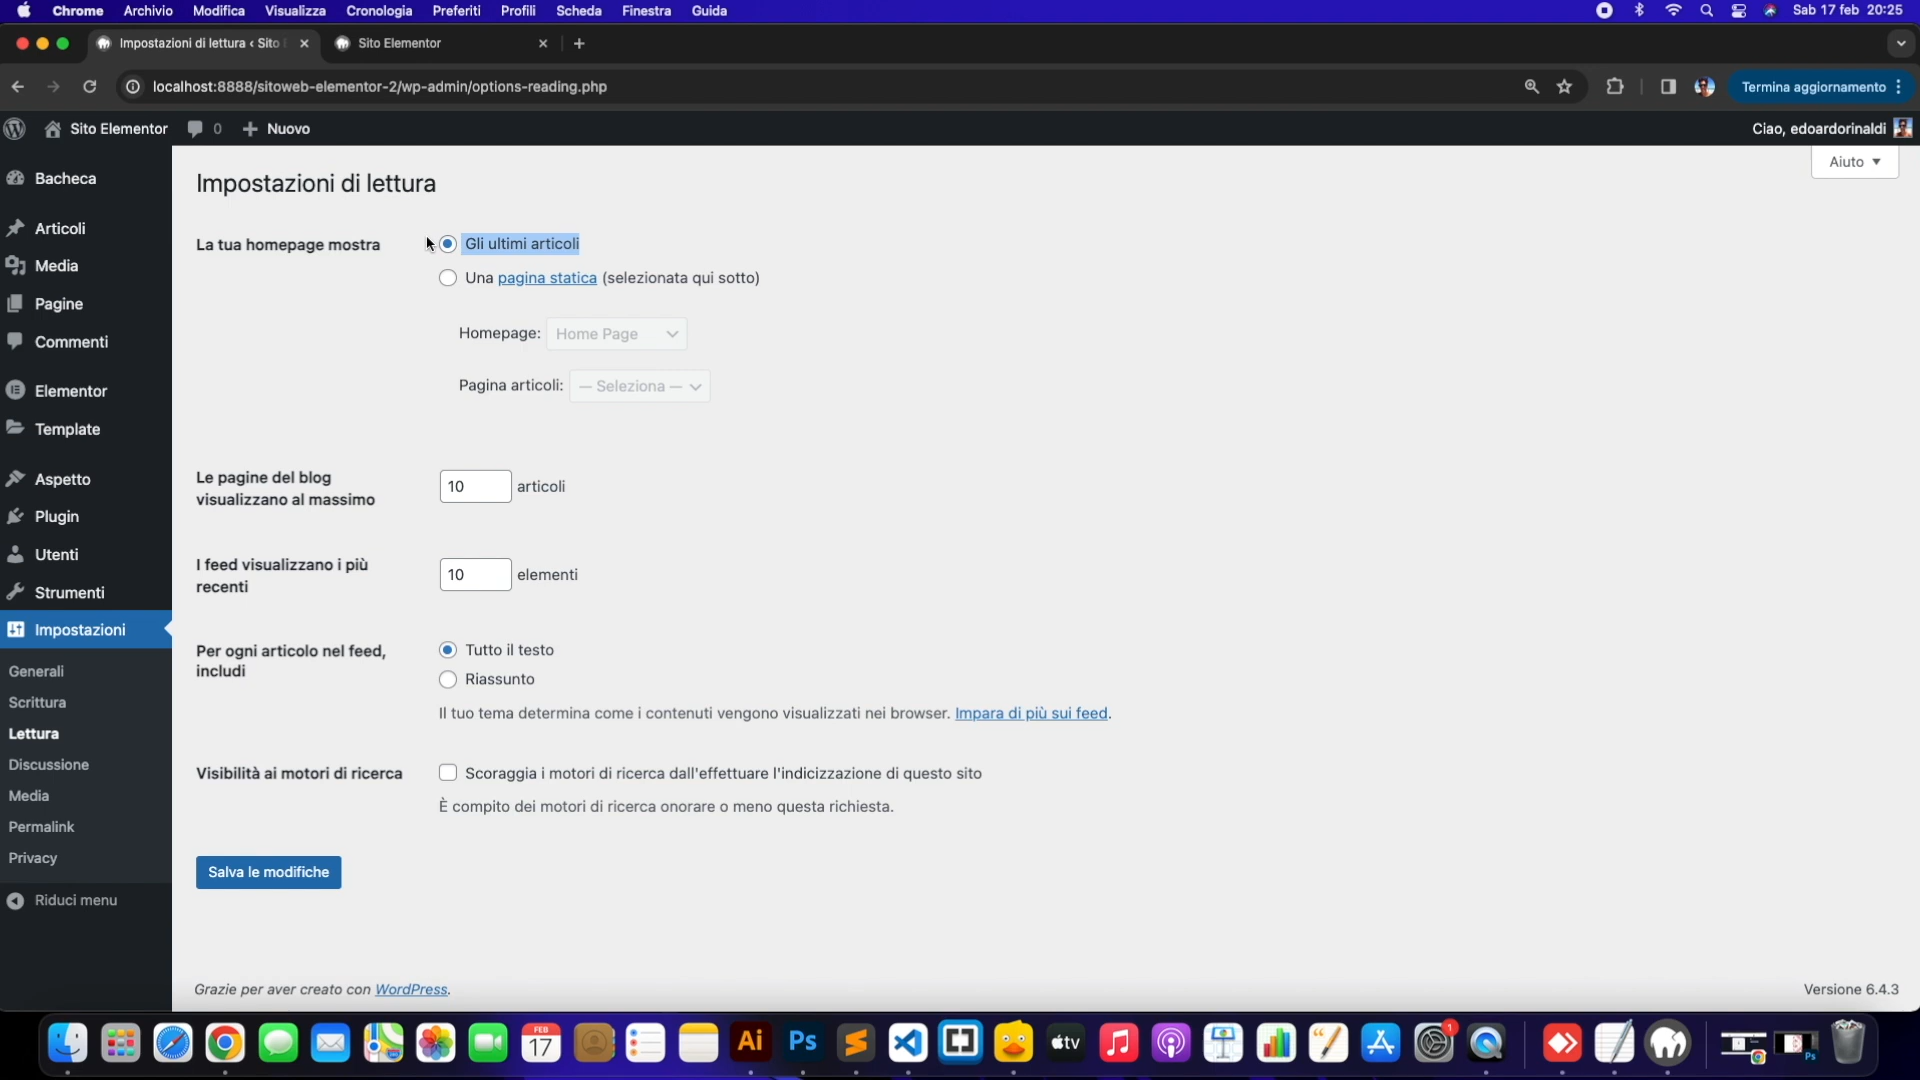 Chrome Archivio Modifica Visualizza Cronologia Preferiti Profili Scheda Finestra Guida Sab 17 feb 20:25
Impostazioni di lettura ‹ Sito Sito Elementor
localhost:8888/sitoweb-elementor-2/wp-admin/options-reading.php Termina aggiornamento
Sito Elementor 0 Nuovo Ciao, edoardorinaldi
Aiuto
Bacheca
Articoli
Media
Pagine
Commenti
Elementor
Template
Aspetto
Plugin
Utenti
Strumenti
Impostazioni
Generali
Scrittura
Lettura
Discussione
Media
Permalink
Privacy
Riduci menu
Impostazioni di lettura
La tua homepage mostra Gli ultimi articoli
Una pagina statica (selezionata qui sotto)
Homepage: Home Page
Pagina articoli: — Seleziona —
Le pagine del blog
visualizzano al massimo
10 articoli
I feed visualizzano i più
recenti
10 elementi
Per ogni articolo nel feed,
includi
Tutto il testo
Riassunto
Il tuo tema determina come i contenuti vengono visualizzati nei browser. Impara di più sui feed.
Visibilità ai motori di ricerca Scoraggia i motori di ricerca dall'effettuare l'indicizzazione di questo sito
È compito dei motori di ricerca onorare o meno questa richiesta.
Salva le modifiche
Grazie per aver creato con WordPress. Versione 6.4.3
FEB
17
Ai
Ps
tv
1
Ps